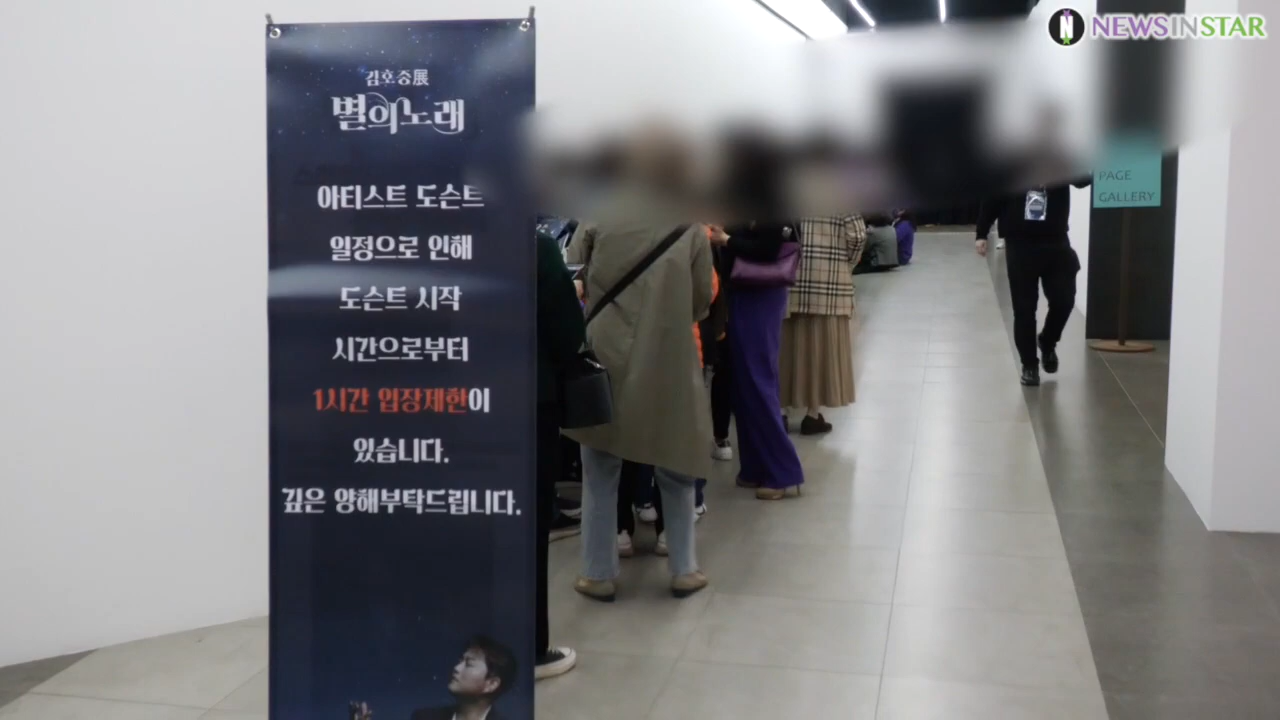 NEWSINSTAR
김호중展
별의노래
아티스트 도슨트
일정으로 인해
도슨트 시작
시간으로부터
1시간 입장제한이
있습니다.
깊은 양해부탁드립니다.
PAGE
GALLERY